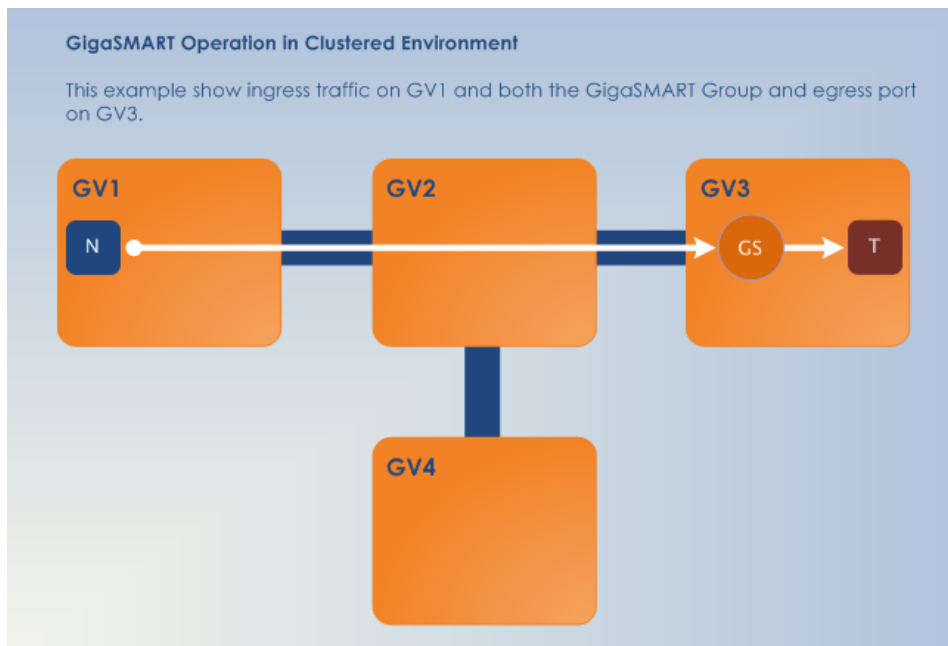 GigaSMART Operation in Clustered Environment
This example show ingress traffic on GV1 and both the GigaSMART Group and egress port
on GV3.
GV1
GV2
GV3
N
GS
T
GV4